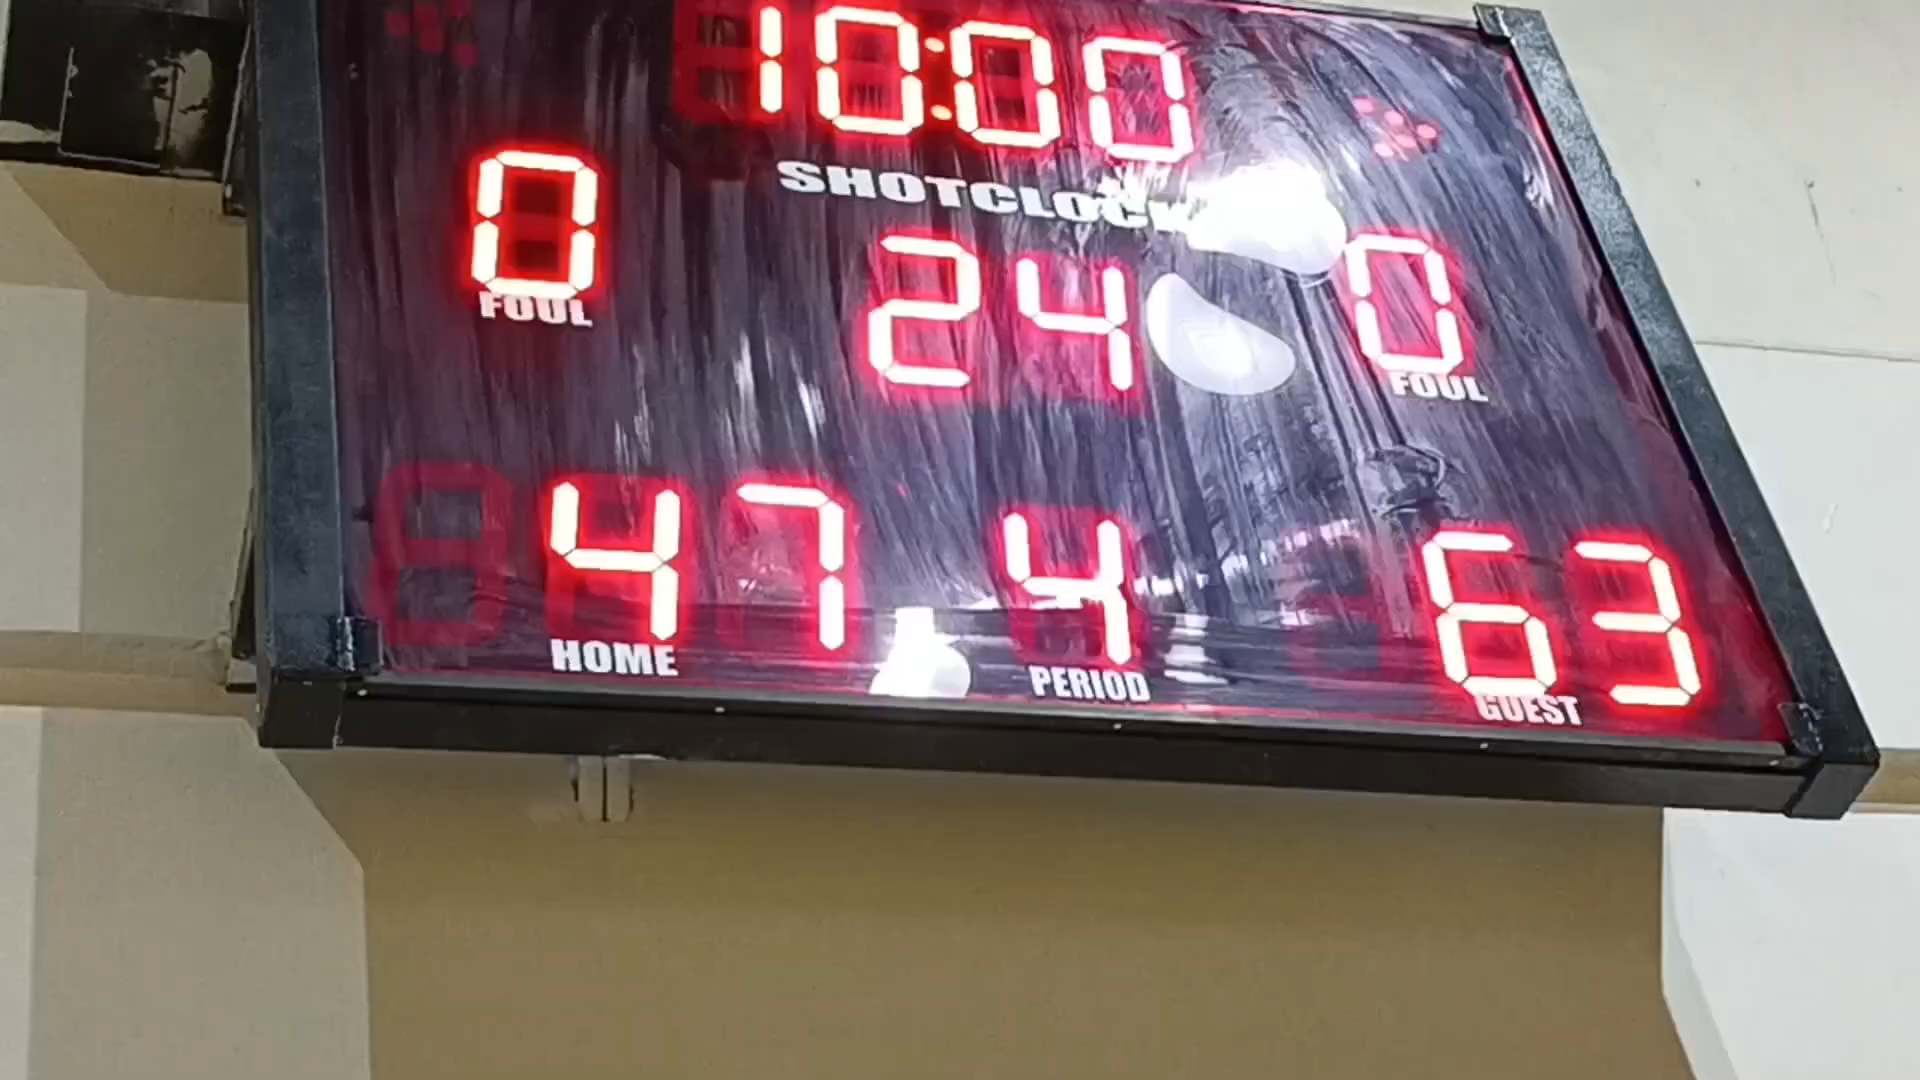 10:00
SHOTCLOCK
0 24 0
FOUL FOUL
47 4 63
HOME PERIOD GUEST